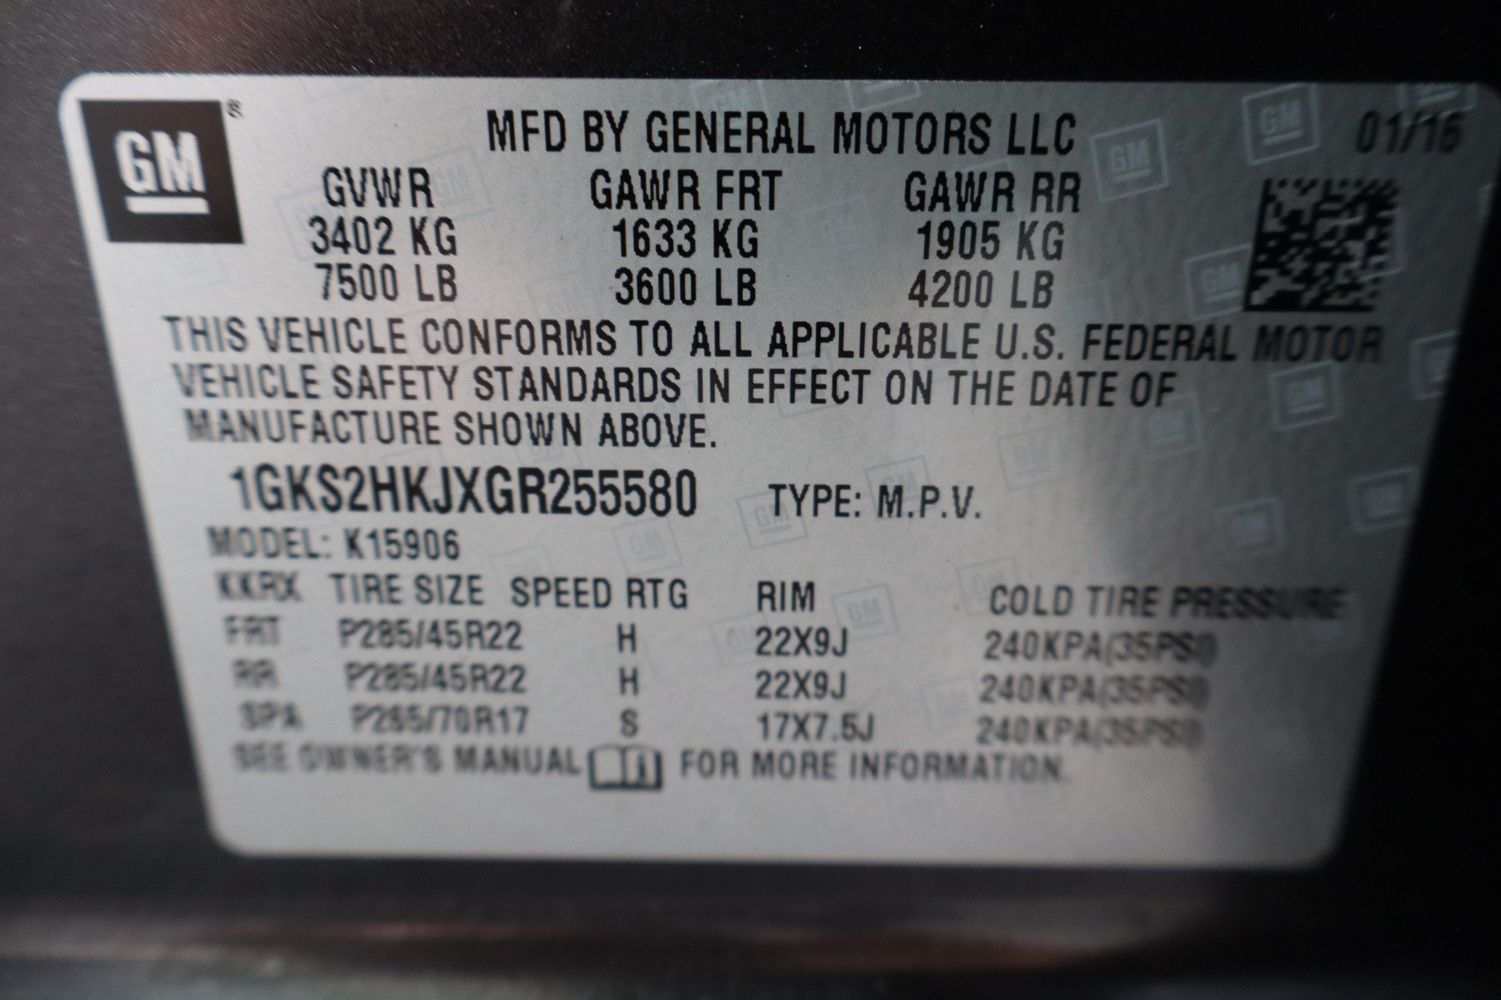 GM ® MFD BY GENERAL MOTORS LLC 01/16
GVWR GAWR FRT GAWR RR
3402 KG 1633 KG 1905 KG
7500 LB 3600 LB 4200 LB
THIS VEHICLE CONFORMS TO ALL APPLICABLE U.S. FEDERAL MOTOR
VEHICLE SAFETY STANDARDS IN EFFECT ON THE DATE OF
MANUFACTURE SHOWN ABOVE.
1GKS2HKJXGR255580 TYPE: M.P.V.
MODEL: K15906
KKRX TIRE SIZE SPEED RTG RIM COLD TIRE PRESSURE
FRT P285/45R22 H 22X9J 240KPA(35PSI)
RR P285/45R22 H 22X9J 240KPA(35PSI)
SPA P265/70R17 S 17X7.5J 240KPA(35PSI)
SEE OWNER'S MANUAL FOR MORE INFORMATION.